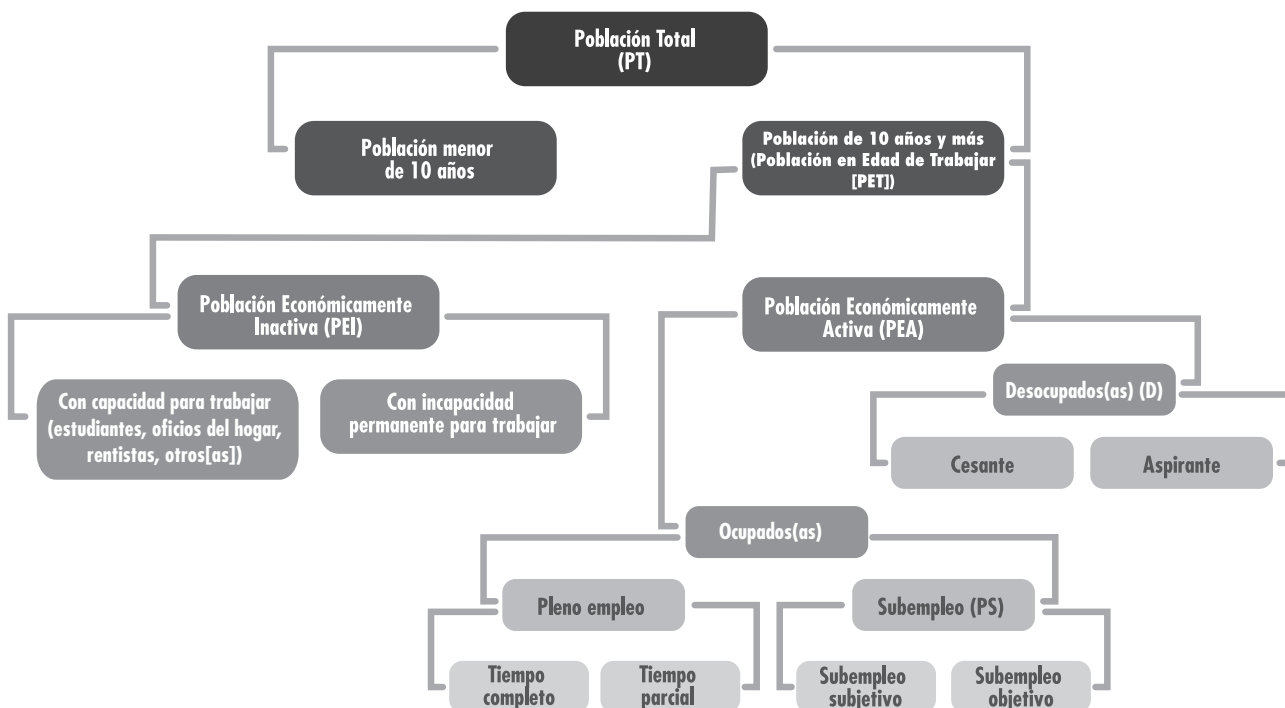 Población Total
(PT)
Población menor
de 10 años
Población de 10 años y más
(Población en Edad de Trabajar
[PET])
Población Económicamente
Inactiva (PEI)
Población Económicamente
Activa (PEA)
Con capacidad para trabajar
(estudiantes, oficios del hogar,
rentistas, otros[as])
Con incapacidad
permanente para trabajar
Desocupados(as) (D)
Cesante
Aspirante
Ocupados(as)
Pleno empleo
Subempleo (PS)
Tiempo
completo
Tiempo
parcial
Subempleo
subjetivo
Subempleo
objetivo